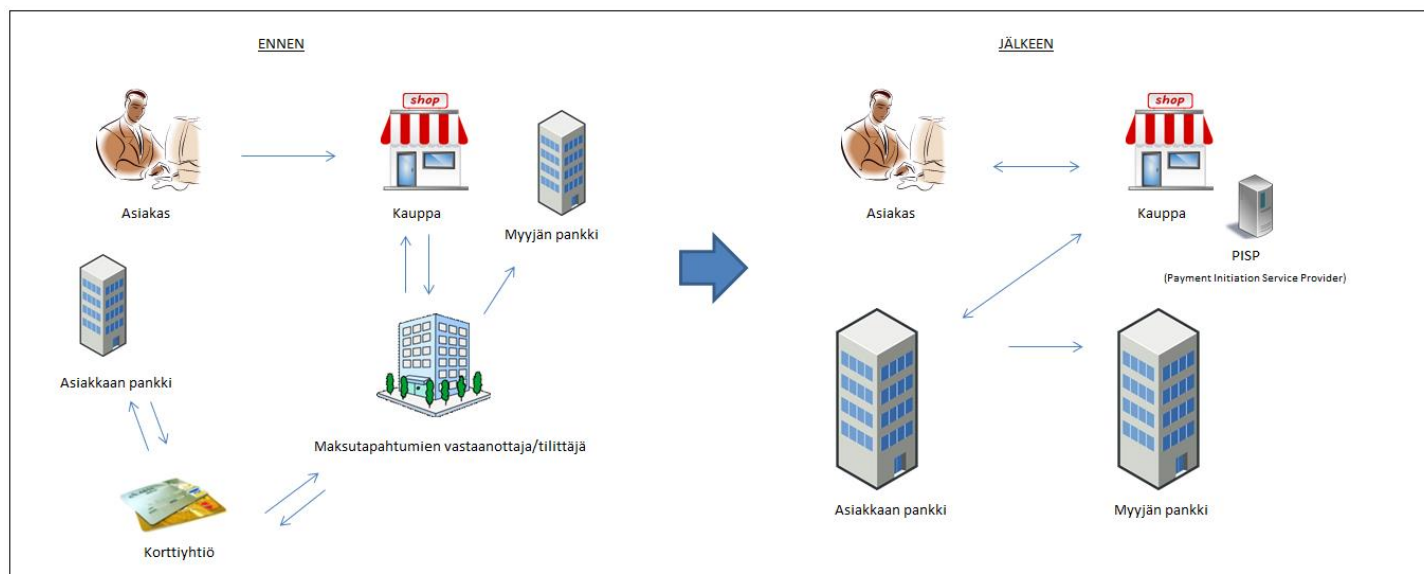 ENNEN
shop
Asiakas
Kauppa
Myyjän pankki
Asiakkaan pankki
Maksutapahtumien vastaanottaja/tilittäjä
Korttiyhtiö
JÄLKEEN
shop
Asiakas
Kauppa
PISP
(Payment Initiation Service Provider)
Asiakkaan pankki
Myyjän pankki